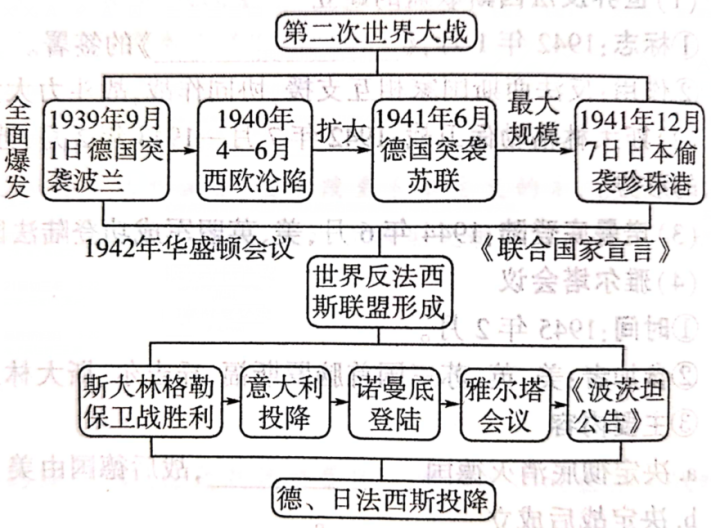 第二次世界大战
全面爆发
1939年9月
1日德国突
袭波兰
1940年
4—6月
西欧沦陷
扩大
1941年6月
德国突袭
苏联
最大
规模
1941年12月
7日日本偷
袭珍珠港
1942年华盛顿会议
《联合国家宣言》
世界反法西
斯联盟形成
斯大林格勒
保卫战胜利
意大利
投降
诺曼底
登陆
雅尔塔
会议
《波茨坦
公告》
德、日法西斯投降